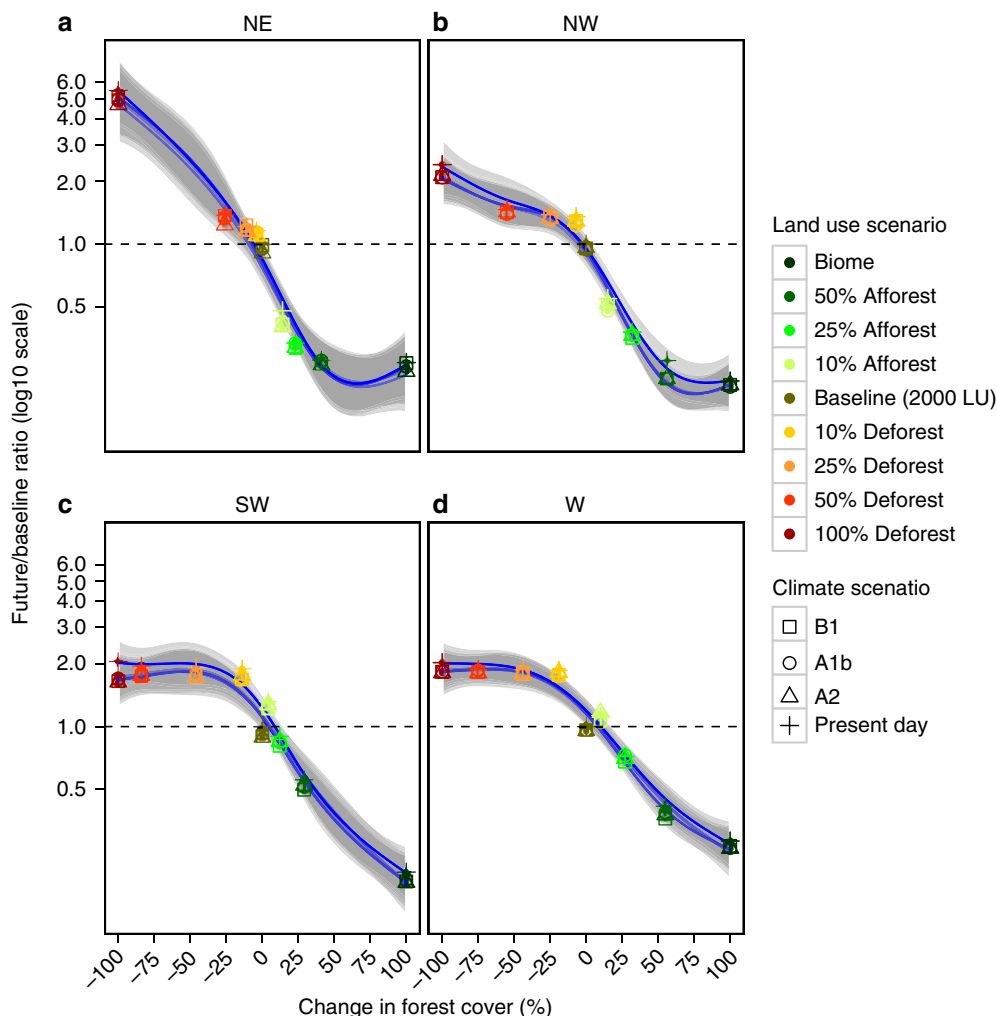 a NE
b NW
6.0
5.0
4.0
3.0
2.0
1.0
0.5
c SW
d W
6.0
5.0
4.0
3.0
2.0
1.0
0.5
−100 −75 −50 −25 0 25 50 75 100
−100 −75 −50 −25 0 25 50 75 100
Change in forest cover (%)
Future/baseline ratio (log10 scale)
Land use scenario
Biome
50% Afforest
25% Afforest
10% Afforest
Baseline (2000 LU)
10% Deforest
25% Deforest
50% Deforest
100% Deforest
Climate scenatio
B1
A1b
A2
Present day